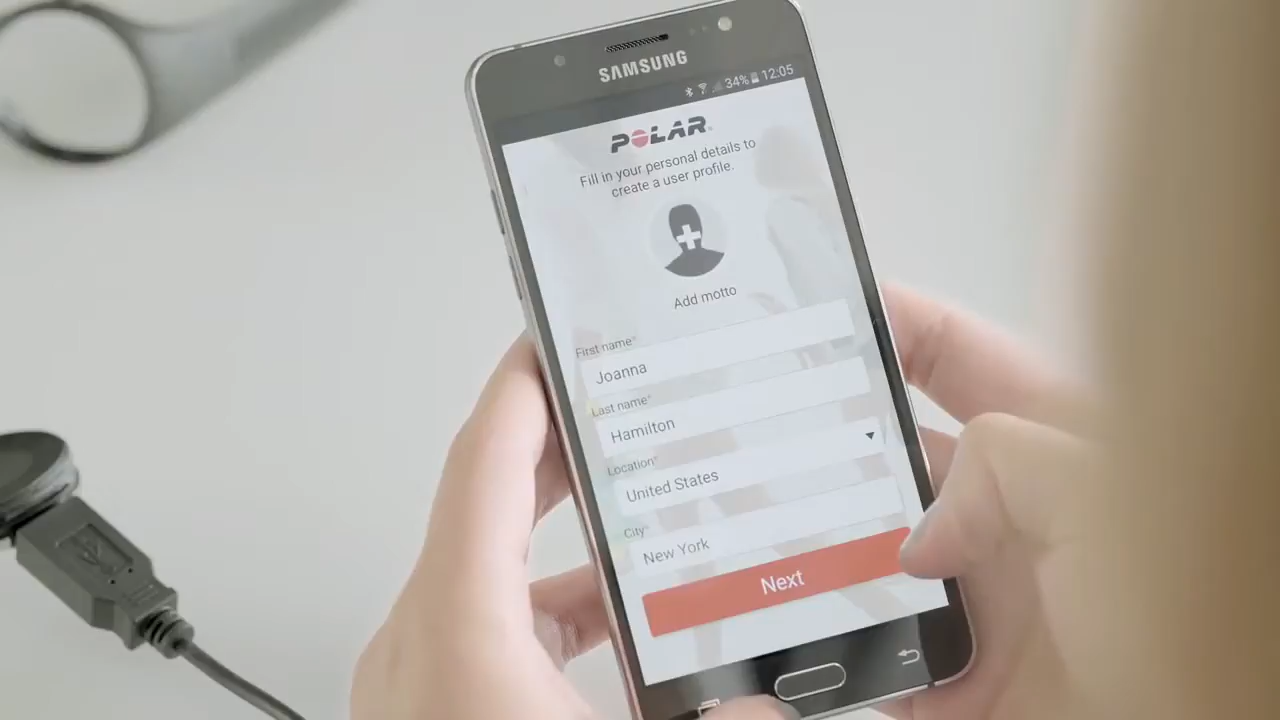 SAMSUNG
34% 12:05
POLAR
Fill in your personal details to
create a user profile.
Add motto
First name*
Joanna
Last name*
Hamilton
Location*
United States
City*
New York
Next